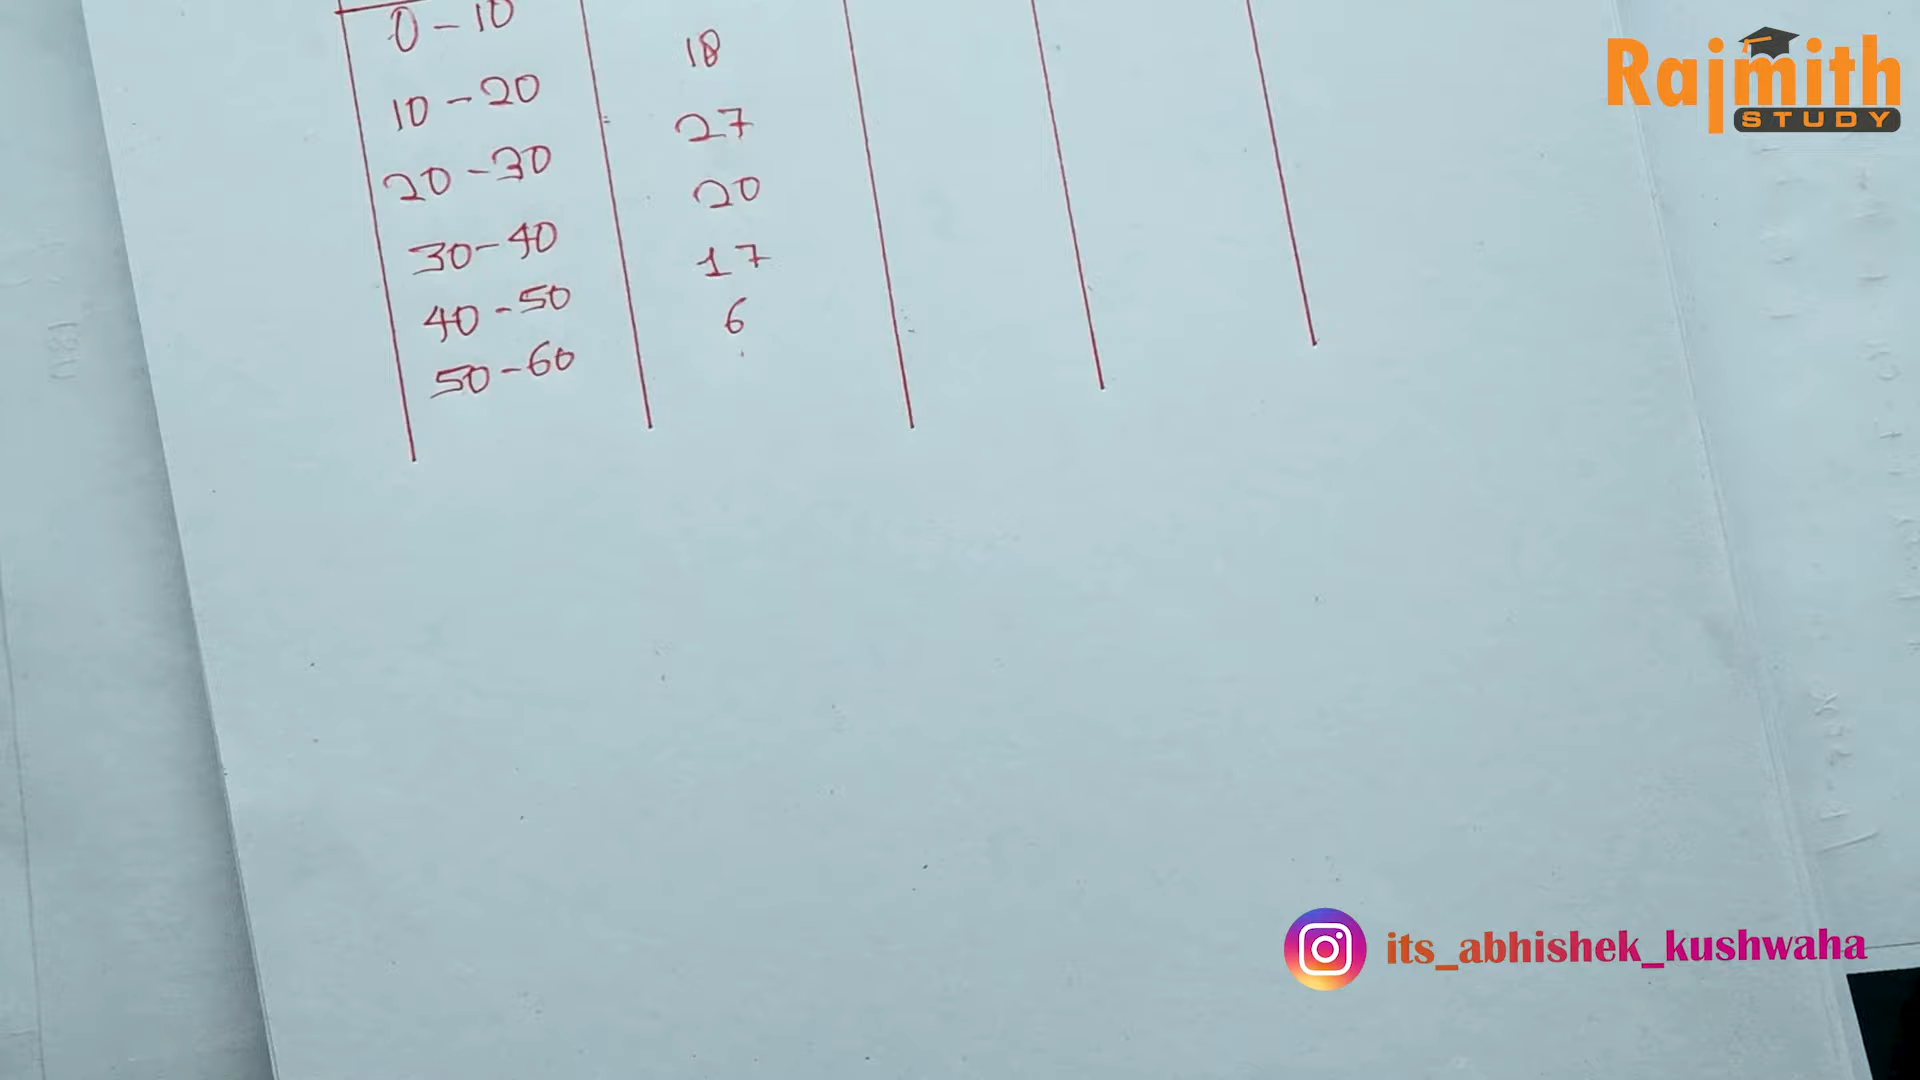 0 - 10
10 - 20 18
20 - 30 27
30 - 40 20
40 - 50 17
50 - 60 6
Rajmith
STUDY
its_abhishek_kushwaha